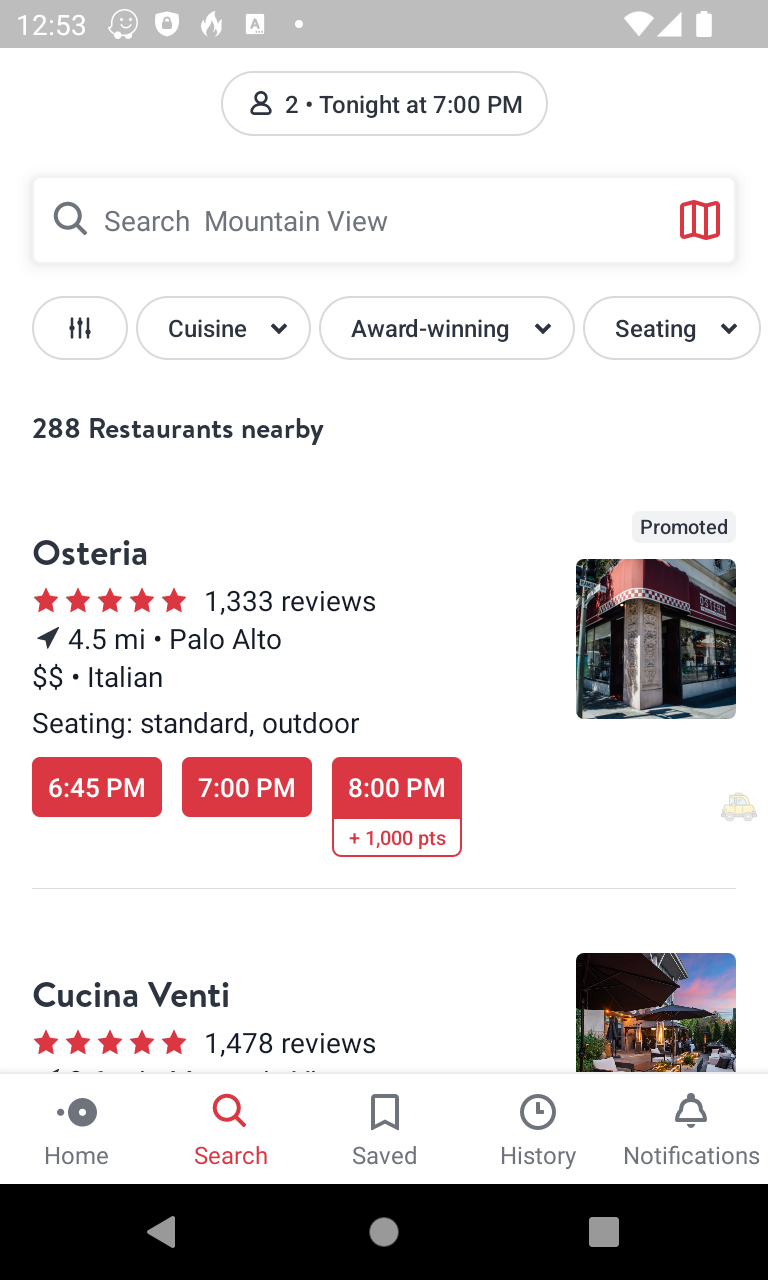 12:53
2 • Tonight at 7:00 PM
Search Mountain View
Cuisine
Award-winning
Seating
288 Restaurants nearby
Promoted
Osteria
1,333 reviews
4.5 mi • Palo Alto
$$ • Italian
Seating: standard, outdoor
6:45 PM
7:00 PM
8:00 PM
+ 1,000 pts
Cucina Venti
1,478 reviews
Home
Search
Saved
History
Notifications